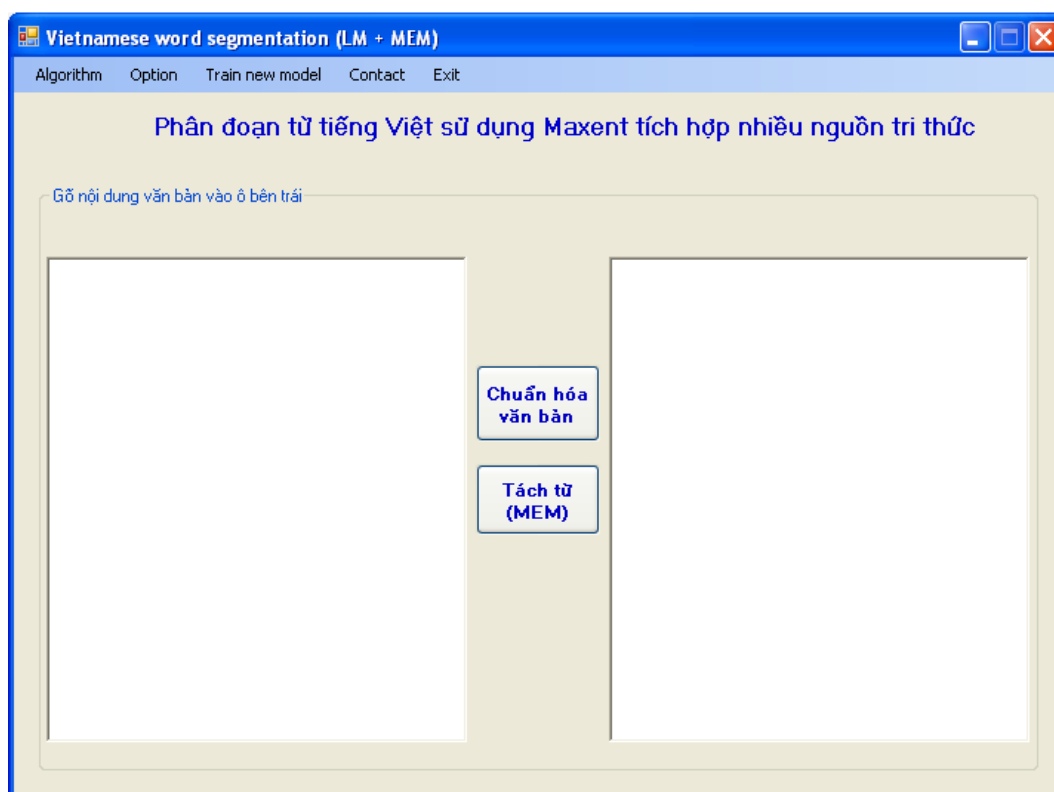 Vietnamese word segmentation (LM + MEM)
Algorithm Option Train new model Contact Exit
Phân đoạn từ tiếng Việt sử dụng Maxent tích hợp nhiều nguồn tri thức
Gõ nội dung văn bản vào ô bên trái
Chuẩn hóa
văn bản
Tách từ
(MEM)